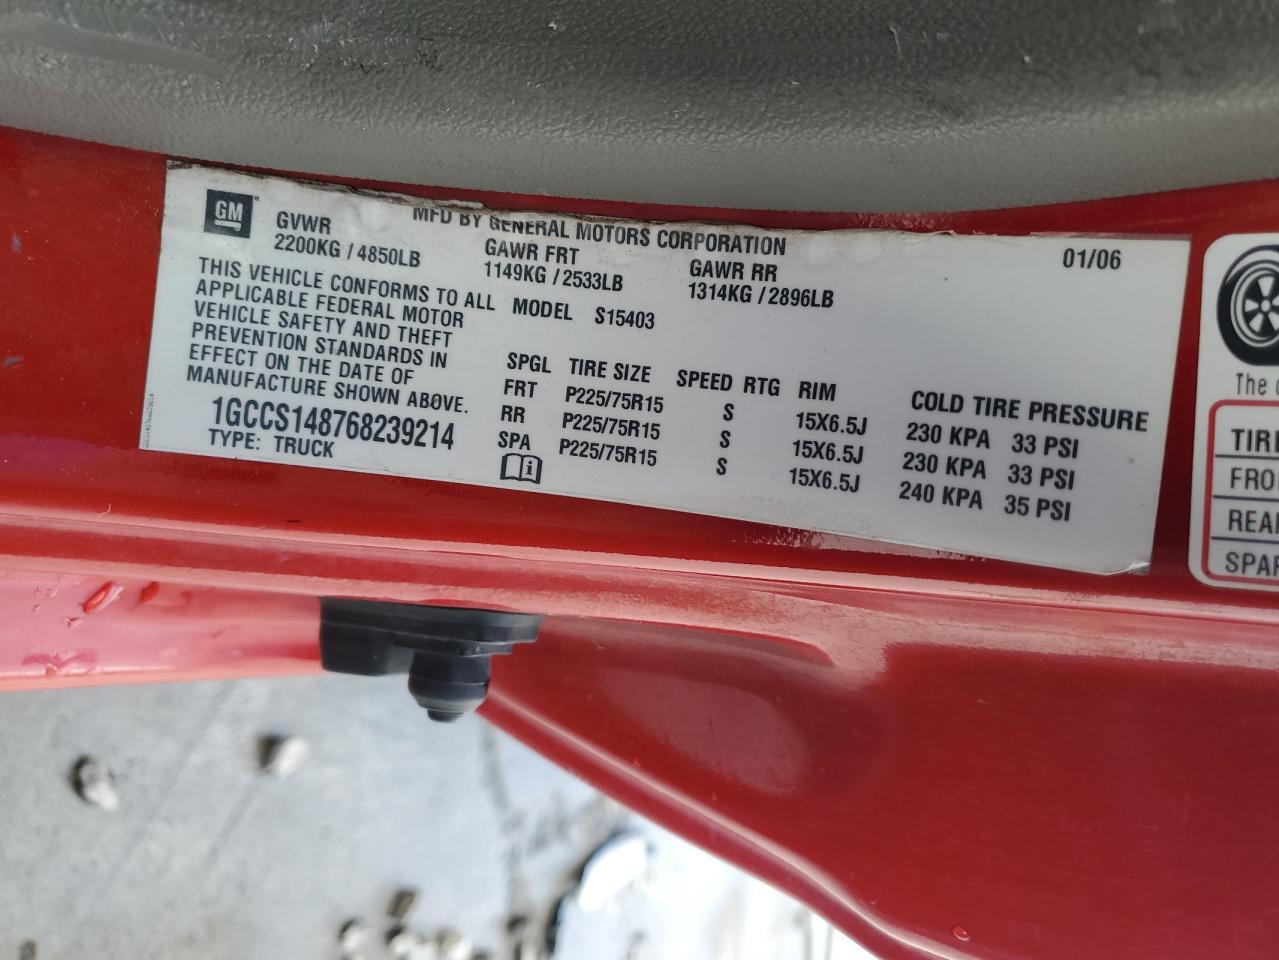 GM
MFD BY GENERAL MOTORS CORPORATION
01/06
GVWR
2200KG / 4850LB
GAWR FRT
1149KG / 2533LB
GAWR RR
1314KG / 2896LB
THIS VEHICLE CONFORMS TO ALL
APPLICABLE FEDERAL MOTOR
VEHICLE SAFETY AND THEFT
PREVENTION STANDARDS IN
EFFECT ON THE DATE OF
MANUFACTURE SHOWN ABOVE.
1GCCS148768239214
TYPE: TRUCK
MODEL S15403
SPGL TIRE SIZE SPEED RTG RIM COLD TIRE PRESSURE
FRT P225/75R15 S 15X6.5J 230 KPA 33 PSI
RR P225/75R15 S 15X6.5J 230 KPA 33 PSI
SPA P225/75R15 S 15X6.5J 240 KPA 35 PSI
The
TIR
FRO
REA
SPA